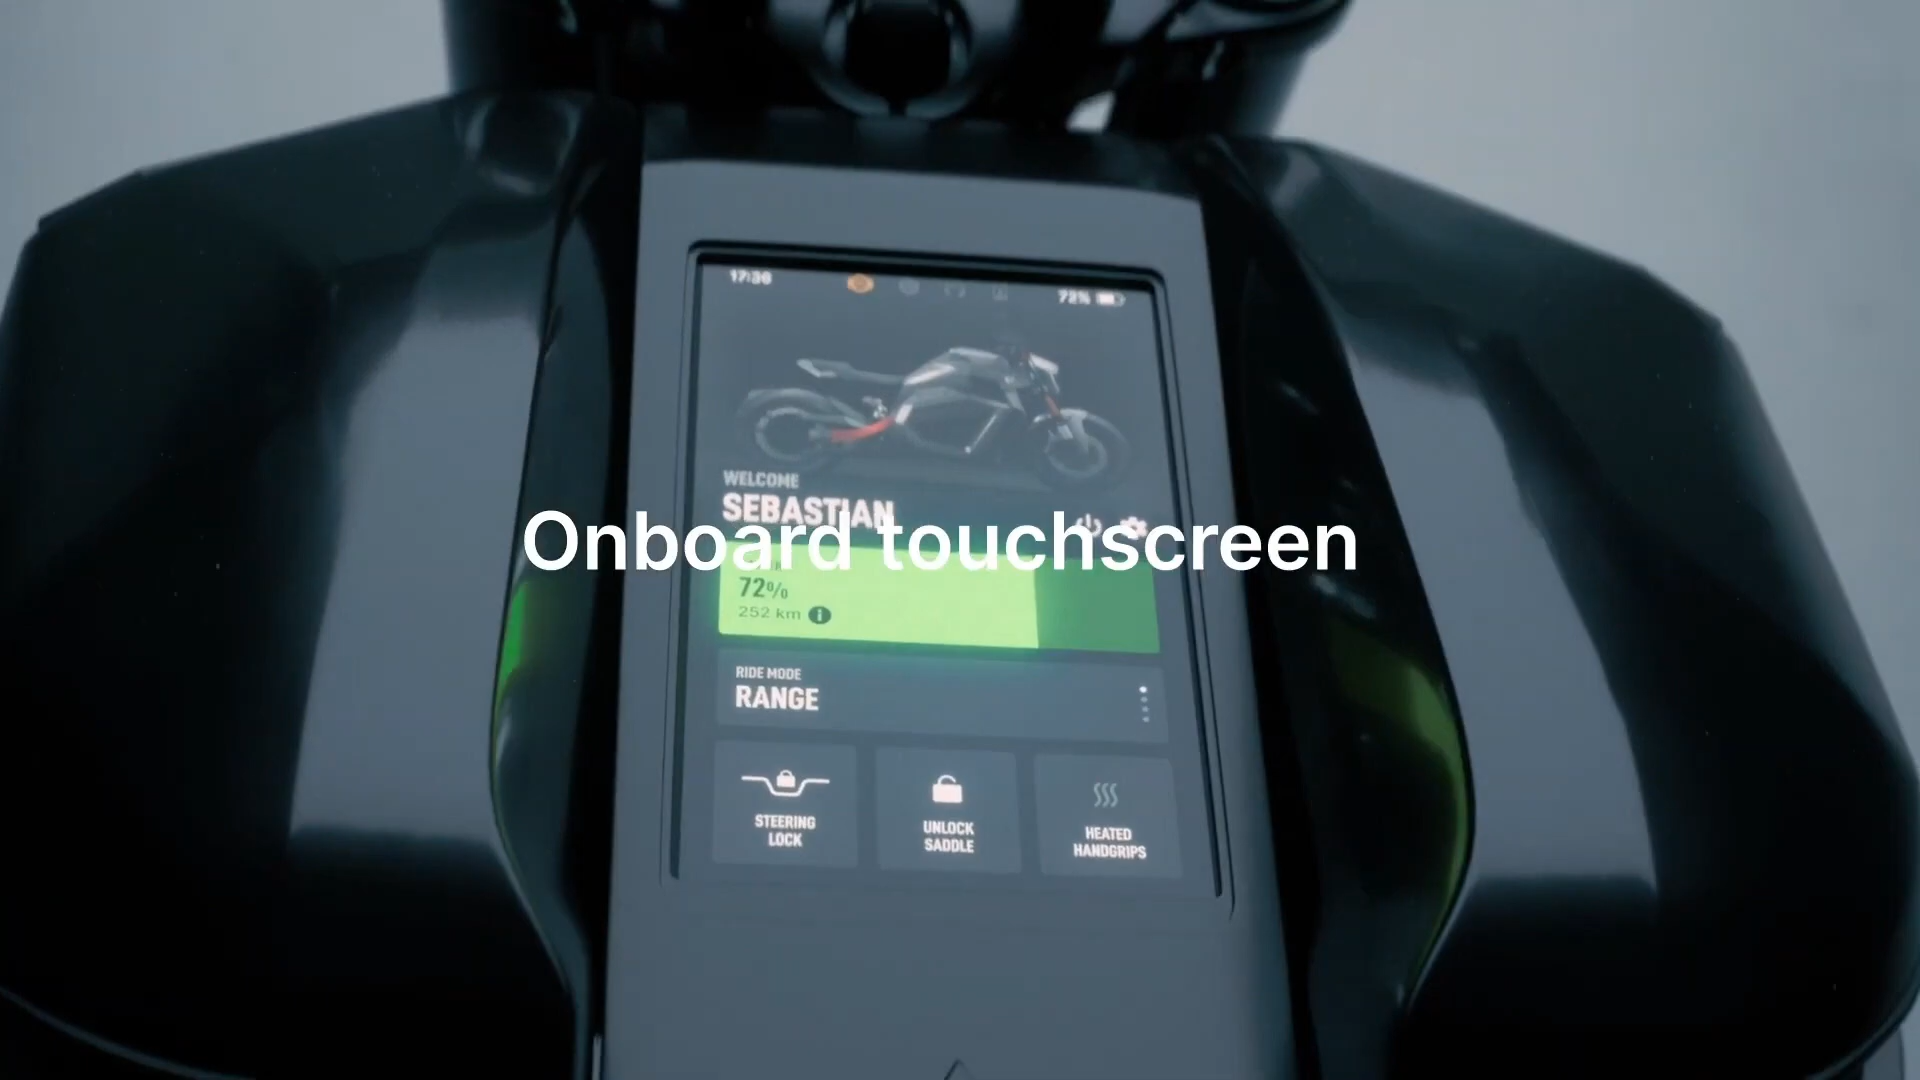 17:30
72%
WELCOME
SEBASTIAN
Onboard touchscreen
72%
252 km
RIDE MODE
RANGE
STEERING
LOCK
UNLOCK
SADDLE
HEATED
HANDGRIPS